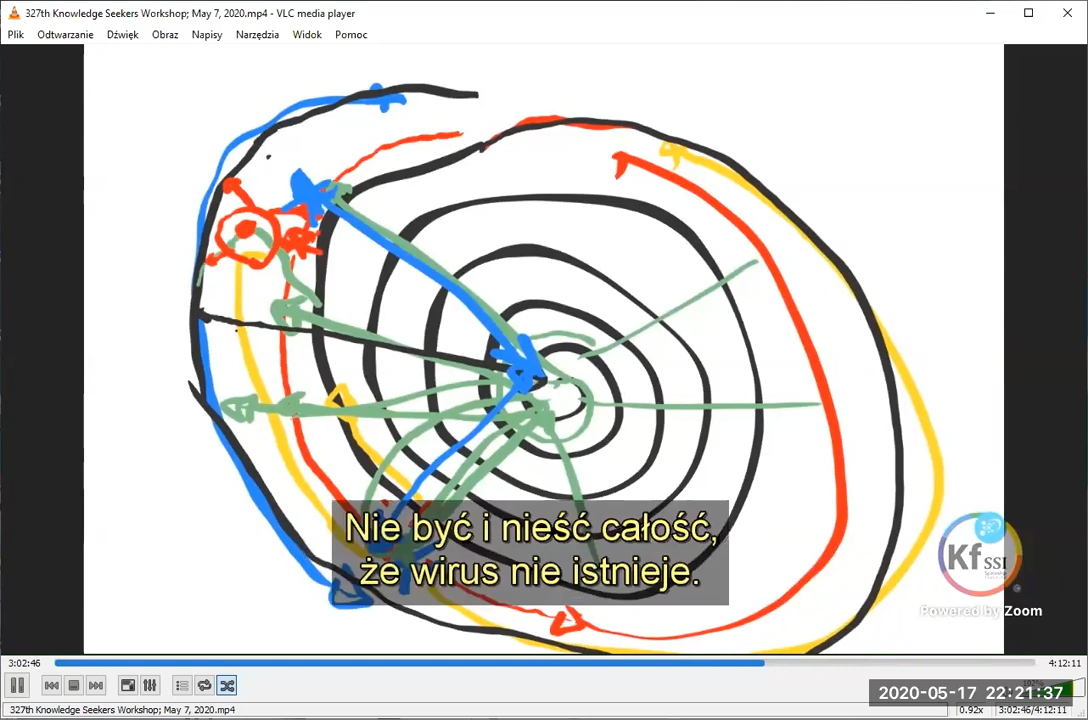 327th Knowledge Seekers Workshop; May 7, 2020.mp4 - VLC media player
Plik Odtwarzanie Dźwięk Obraz Napisy Narzędzia Widok Pomoc
Nie być i nieść całość,
że wirus nie istnieje.
Kf SSI
Powered by Zoom
3:02:46 4:12:11
2020-05-17 22:21:37
327th Knowledge Seekers Workshop; May 7, 2020.mp4 0.92x 3:02:46/4:12:11